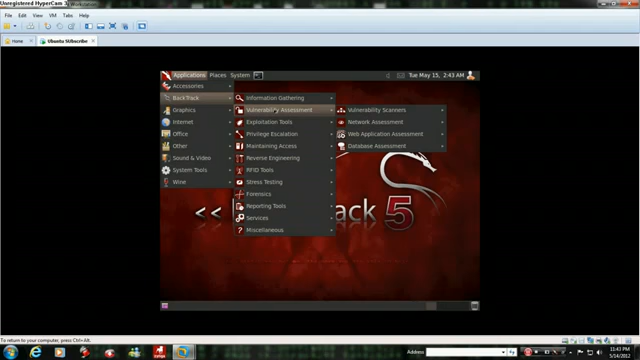 Unregistered HyperCam 3
Workstation
File Edit View VM Tabs Help
Home Ubuntu SUbscribe
Applications Places System Tue May 15, 2:43 AM
Accessories
BackTrack
Graphics
Internet
Office
Other
Sound & Video
System Tools
Wine
Information Gathering
Vulnerability Assessment
Exploitation Tools
Privilege Escalation
Maintaining Access
Reverse Engineering
RFID Tools
Stress Testing
Forensics
Reporting Tools
Services
Miscellaneous
Vulnerability Scanners
Network Assessment
Web Application Assessment
Database Assessment
<<
ack 5
To return to your computer, press Ctrl+Alt.
Address
11:43 PM
5/14/2012